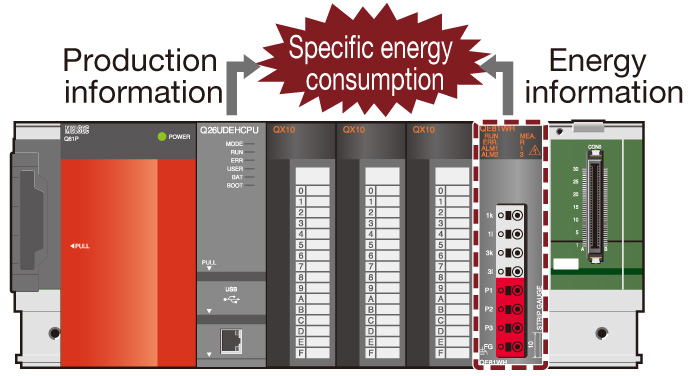 Production
information
Specific energy
consumption
Energy
information
MELSEC
Q61P
POWER
PULL
Q26UDEHCPU
MODE
RUN
ERR
USER
BAT
BOOT
PULL
USB
QX10
0
1
2
3
4
5
6
7
8
9
A
B
C
D
E
F
QX10
0
1
2
3
4
5
6
7
8
9
A
B
C
D
E
F
QX10
0
1
2
3
4
5
6
7
8
9
A
B
C
D
E
F
QE81WH
RUN MEA.
ERR. R
ALM1 1
ALM2 3
1k
1l
3k
3l
P1
P2
P3
FG
STRIP-GAUGE
10
QE81WH
CON5
30
25
20
15
10
5
1
A B